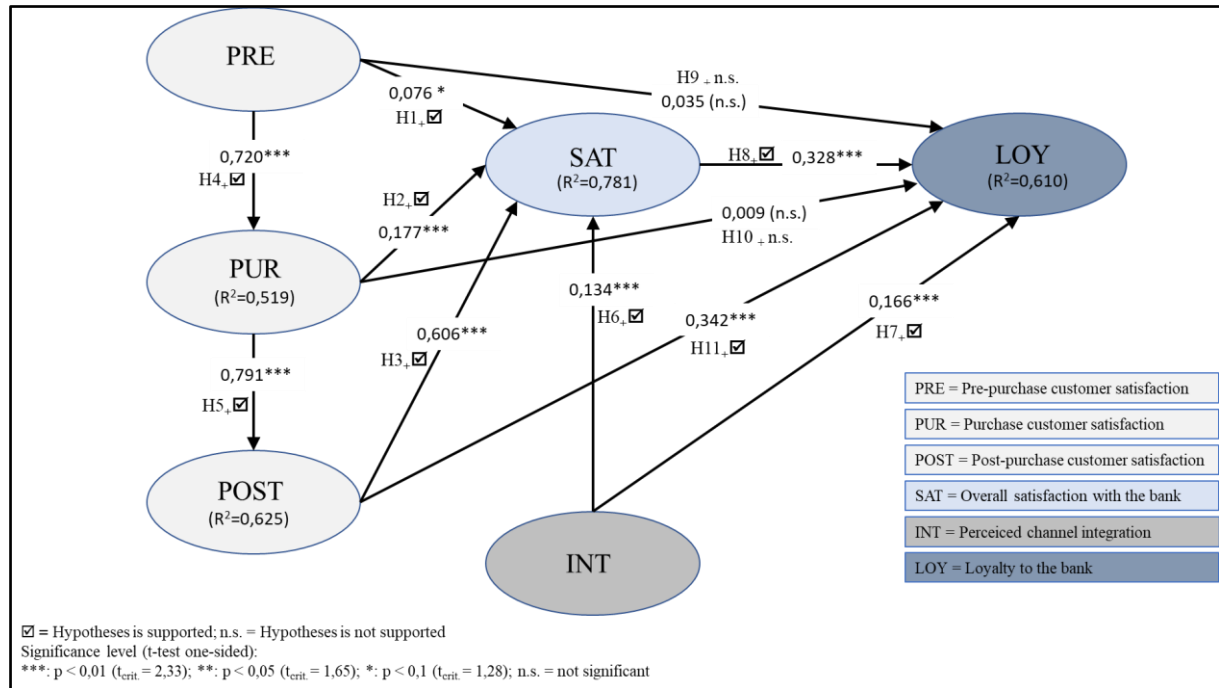 PRE
H9 + n.s.
0,035 (n.s.)
0,076 *
H1+☑
SAT
(R²=0,781)
H8+☑
0,328***
LOY
(R²=0,610)
0,720***
H4+☑
H2+☑
0,177***
0,009 (n.s.)
H10 + n.s.
PUR
(R²=0,519)
0,134***
H6+☑
0,166***
H7+☑
0,606***
H3+☑
0,342***
H11+☑
0,791***
H5+☑
POST
(R²=0,625)
INT
PRE = Pre-purchase customer satisfaction
PUR = Purchase customer satisfaction
POST = Post-purchase customer satisfaction
SAT = Overall satisfaction with the bank
INT = Perceiced channel integration
LOY = Loyalty to the bank
☑ = Hypotheses is supported; n.s. = Hypotheses is not supported
Significance level (t-test one-sided):
***: p < 0,01 (tcrit. = 2,33); **: p < 0,05 (tcrit. = 1,65); *: p < 0,1 (tcrit. = 1,28); n.s. = not significant